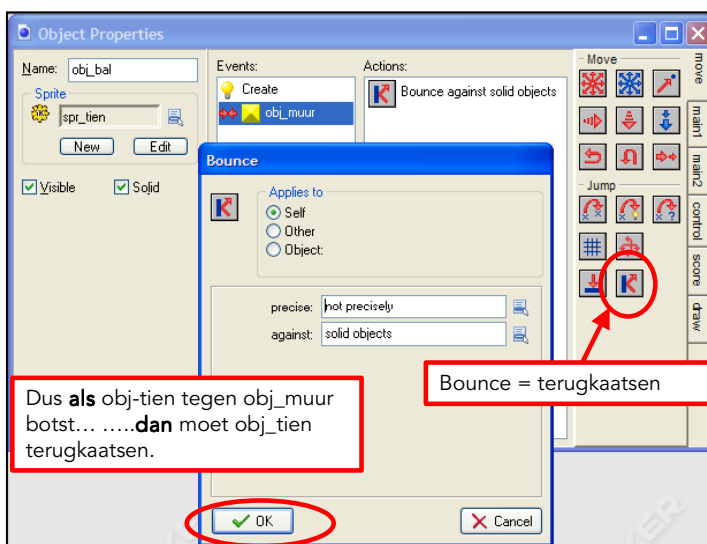 Object Properties
Name: obj_bal
Sprite
spr_tien
New Edit
Visible Solid
Events:
Create
obj_muur
Actions:
Bounce against solid objects
Move
Jump
move
main1
main2
control
score
draw
Bounce
Applies to
Self
Other
Object:
precise: not precisely
against: solid objects
OK Cancel
Bounce = terugkaatsen
Dus als obj-tien tegen obj_muur
botst… …..dan moet obj_tien
terugkaatsen.